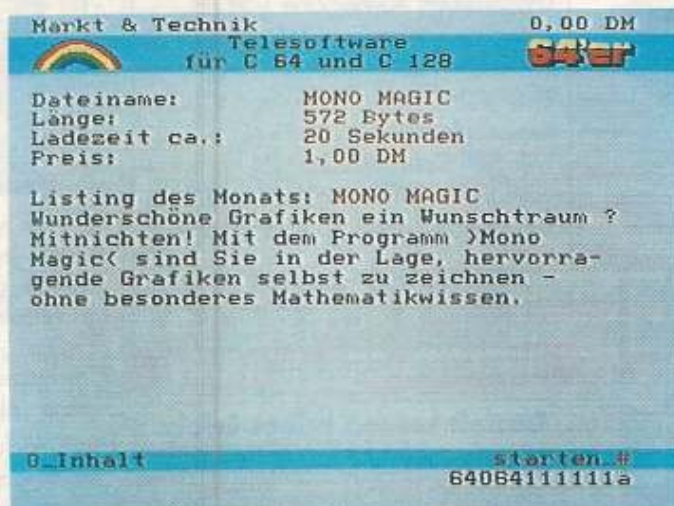 Markt & Technik 0,00 DM
Telesoftware
für C 64 und C 128 64'er
Dateiname: MONO MAGIC
Länge: 572 Bytes
Ladezeit ca.: 20 Sekunden
Preis: 1,00 DM
Listing des Monats: MONO MAGIC
Wunderschöne Grafiken ein Wunschtraum ?
Mitnichten! Mit dem Programm >Mono
Magic< sind Sie in der Lage, hervorra-
gende Grafiken selbst zu zeichnen -
ohne besonderes Mathematikwissen.
0_Inhalt starten_#
64064111111a